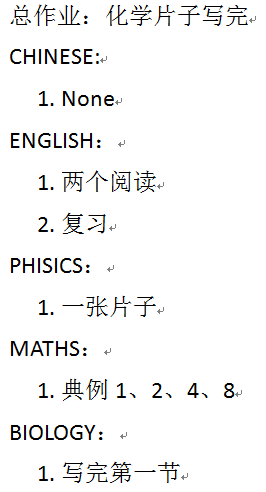 总作业：化学片子写完
CHINESE:
1. None
ENGLISH：
1. 两个阅读
2. 复习
PHISICS：
1. 一张片子
MATHS：
1. 典例 1、2、4、8
BIOLOGY：
1. 写完第一节